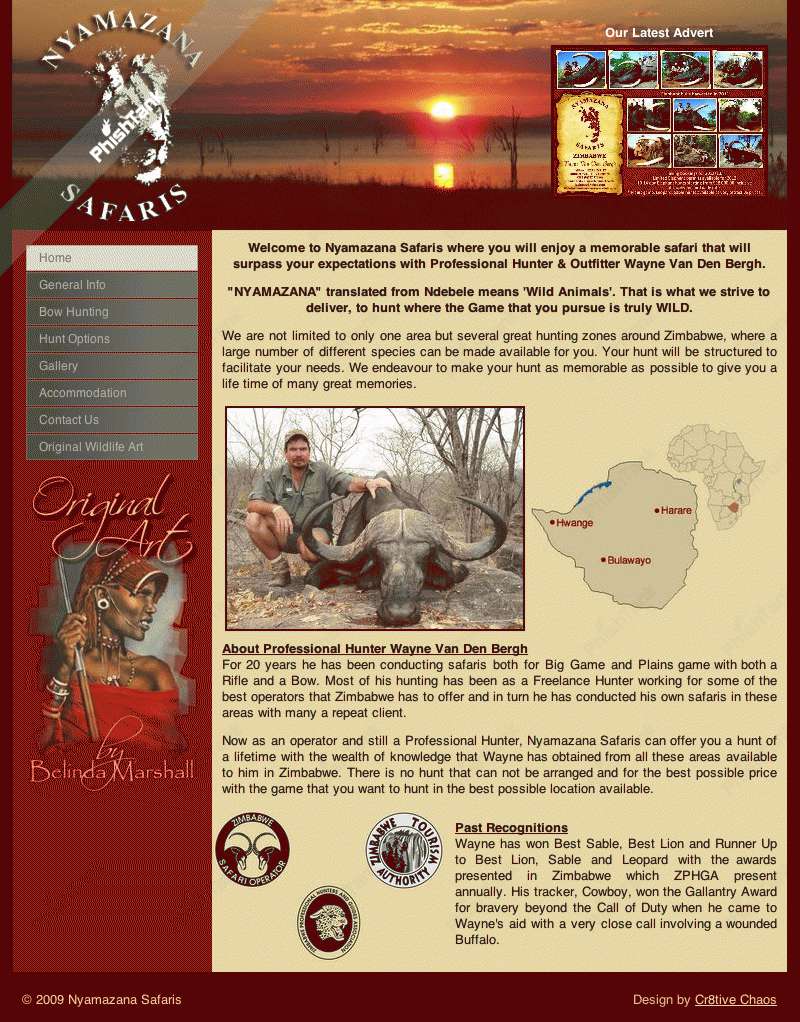 NYAMAZANA
SAFARIS
PhishTank
Our Latest Advert
NYAMAZANA
SAFARIS
ZIMBABWE
Home
General Info
Bow Hunting
Hunt Options
Gallery
Accommodation
Contact Us
Original Wildlife Art
Original
Art
by
Belinda Marshall
Welcome to Nyamazana Safaris where you will enjoy a memorable safari that will
surpass your expectations with Professional Hunter & Outfitter Wayne Van Den Bergh.
"NYAMAZANA" translated from Ndebele means 'Wild Animals'. That is what we strive to
deliver, to hunt where the Game that you pursue is truly WILD.
We are not limited to only one area but several great hunting zones around Zimbabwe, where a
large number of different species can be made available for you. Your hunt will be structured to
facilitate your needs. We endeavour to make your hunt as memorable as possible to give you a
life time of many great memories.
Harare
Hwange
Bulawayo
About Professional Hunter Wayne Van Den Bergh
For 20 years he has been conducting safaris both for Big Game and Plains game with both a
Rifle and a Bow. Most of his hunting has been as a Freelance Hunter working for some of the
best operators that Zimbabwe has to offer and in turn he has conducted his own safaris in these
areas with many a repeat client.
Now as an operator and still a Professional Hunter, Nyamazana Safaris can offer you a hunt of
a lifetime with the wealth of knowledge that Wayne has obtained from all these areas available
to him in Zimbabwe. There is no hunt that can not be arranged and for the best possible price
with the game that you want to hunt in the best possible location available.
ZIMBABWE
SAFARI OPERATOR
ZIMBABWE TOURISM
AUTHORITY
ZIMBABWE PROFESSIONAL HUNTERS AND GUIDES ASSOCIATION
Past Recognitions
Wayne has won Best Sable, Best Lion and Runner Up
to Best Lion, Sable and Leopard with the awards
presented in Zimbabwe which ZPHGA present
annually. His tracker, Cowboy, won the Gallantry Award
for bravery beyond the Call of Duty when he came to
Wayne's aid with a very close call involving a wounded
Buffalo.
© 2009 Nyamazana Safaris
Design by Cr8tive Chaos